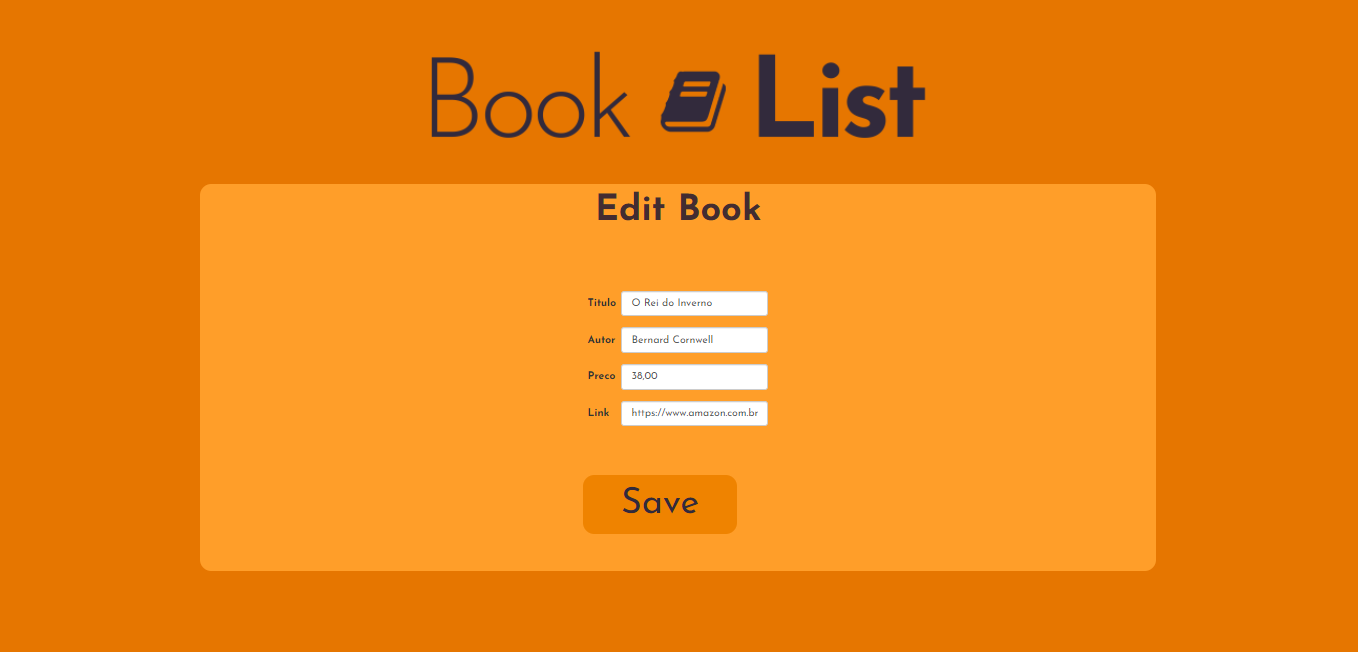 Book List
Edit Book
Titulo O Rei do Inverno
Autor Bernard Cornwell
Preco 38,00
Link https://www.amazon.com.br
Save